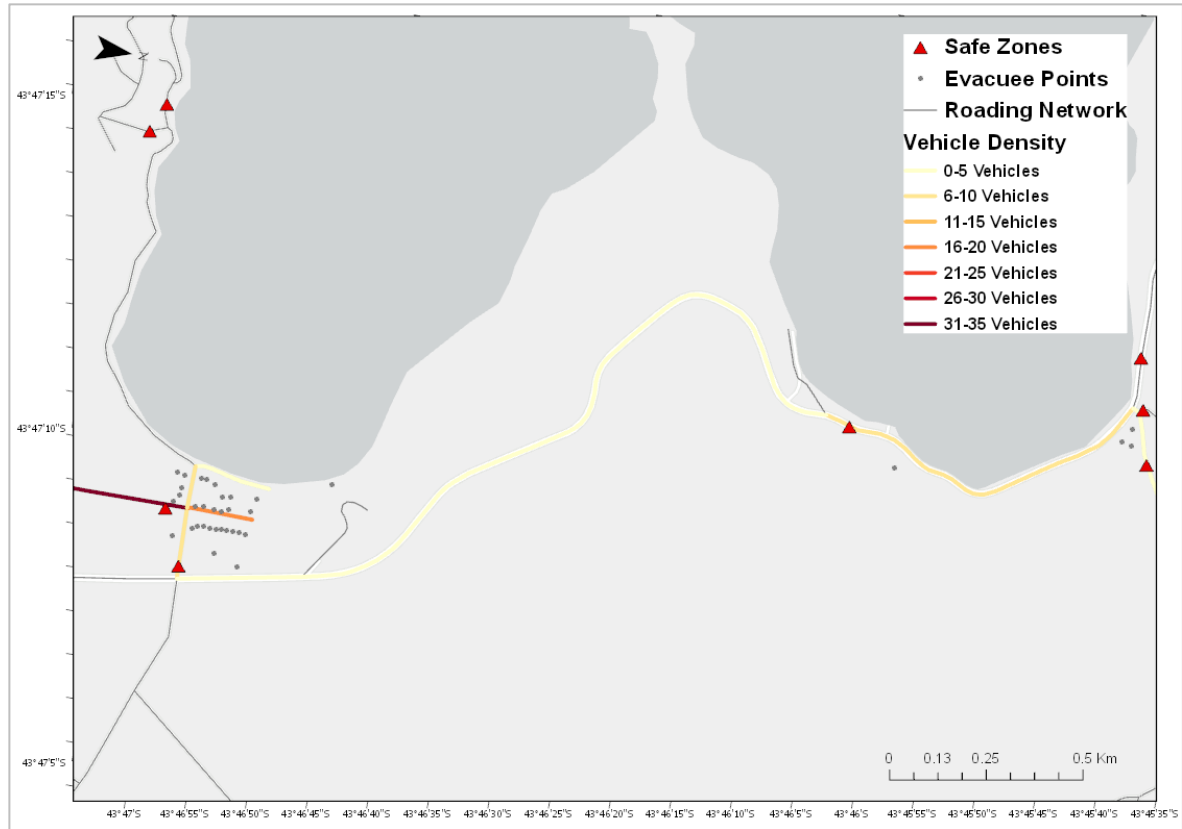 Safe Zones
Evacuee Points
Roading Network
Vehicle Density
0-5 Vehicles
6-10 Vehicles
11-15 Vehicles
16-20 Vehicles
21-25 Vehicles
26-30 Vehicles
31-35 Vehicles
43°47'15"S
43°47'10"S
43°47'5"S
0 0.13 0.25 0.5 Km
43°47'S 43°46'55"S 43°46'50"S 43°46'45"S 43°46'40"S 43°46'30"S 43°46'25"S 43°46'20"S 43°46'15"S 43°46'10"S 43°46'5"S 43°46'0"S 43°45'55"S 43°45'50"S 43°45'45"S 43°45'40"S 43°45'35"S